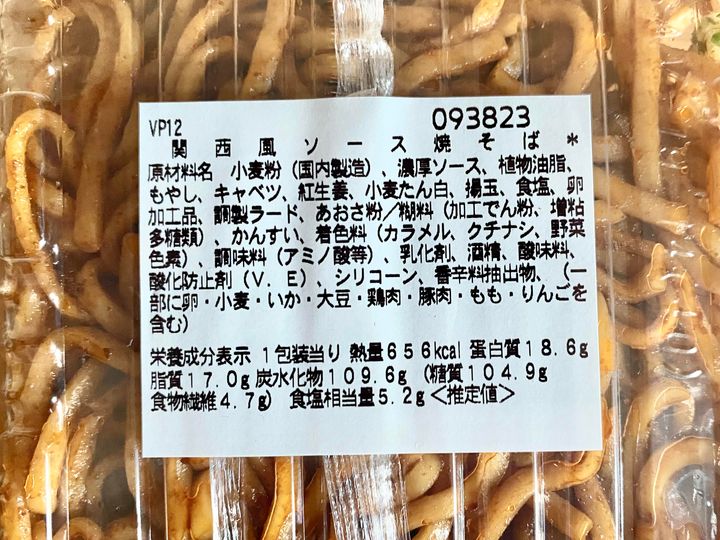 VP12 093823
関西風ソース焼そば*
原材料名 小麦粉(国内製造)、濃厚ソース、植物油脂、
もやし、キャベツ、紅生姜、小麦たん白、揚玉、食塩、卵
加工品、調製ラード、あおさ粉/糊料(加工でん粉、増粘
多糖類)、かんすい、着色料(カラメル、クチナシ、野菜
色素)、調味料(アミノ酸等)、乳化剤、酒精、酸味料、
酸化防止剤(V.E)、シリコーン、香辛料抽出物、(一
部に卵・小麦・いか・大豆・鶏肉・豚肉・もも・りんごを
含む)
栄養成分表示 1包装当り 熱量656kcal 蛋白質18.6g
脂質17.0g 炭水化物109.6g (糖質104.9g
食物繊維4.7g) 食塩相当量5.2g<推定値>